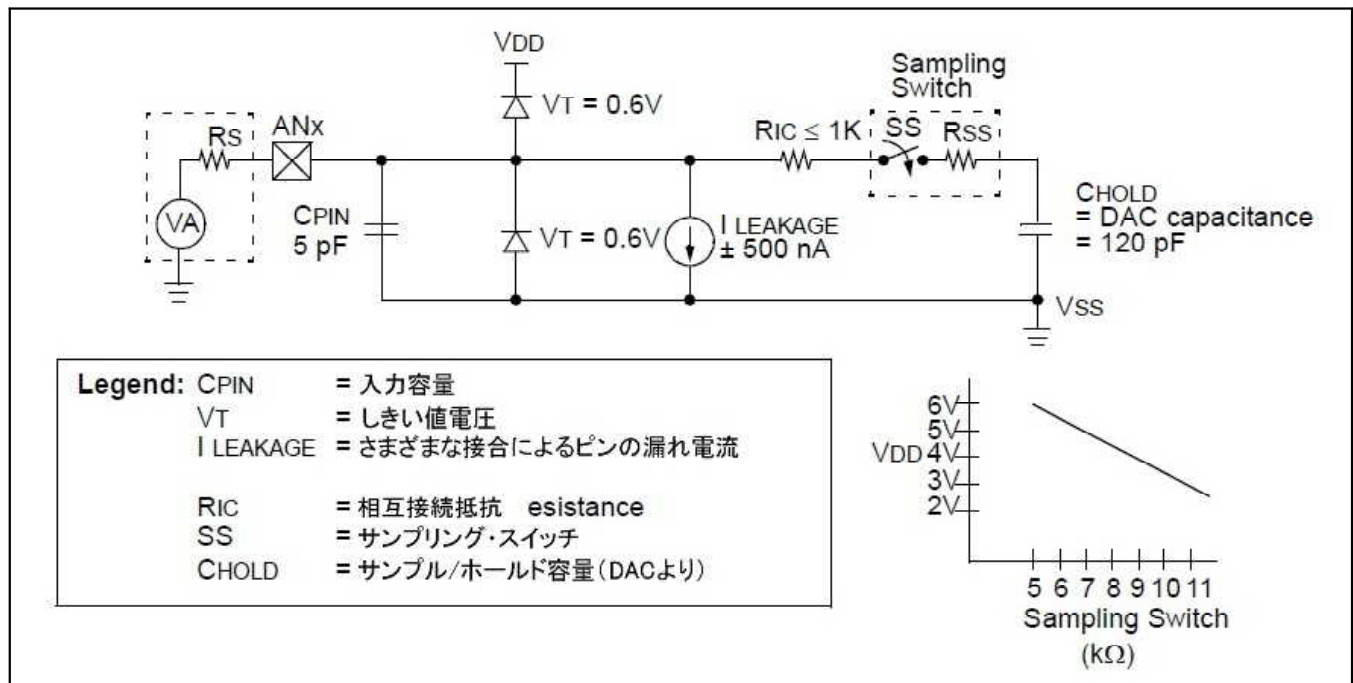 VDD
Sampling
Switch
VT = 0.6V
RS
ANx
RIC ≤ 1K
SS
RSS
VA
CPIN
5 pF
VT = 0.6V
I LEAKAGE
± 500 nA
CHOLD
= DAC capacitance
= 120 pF
VSS
Legend: CPIN = 入力容量
VT = しきい値電圧
I LEAKAGE = さまざまな接合によるピンの漏れ電流
RIC = 相互接続抵抗 esistance
SS = サンプリング・スイッチ
CHOLD = サンプル/ホールド容量(DACより)
6V
5V
VDD 4V
3V
2V
5 6 7 8 9 10 11
Sampling Switch
(kΩ)